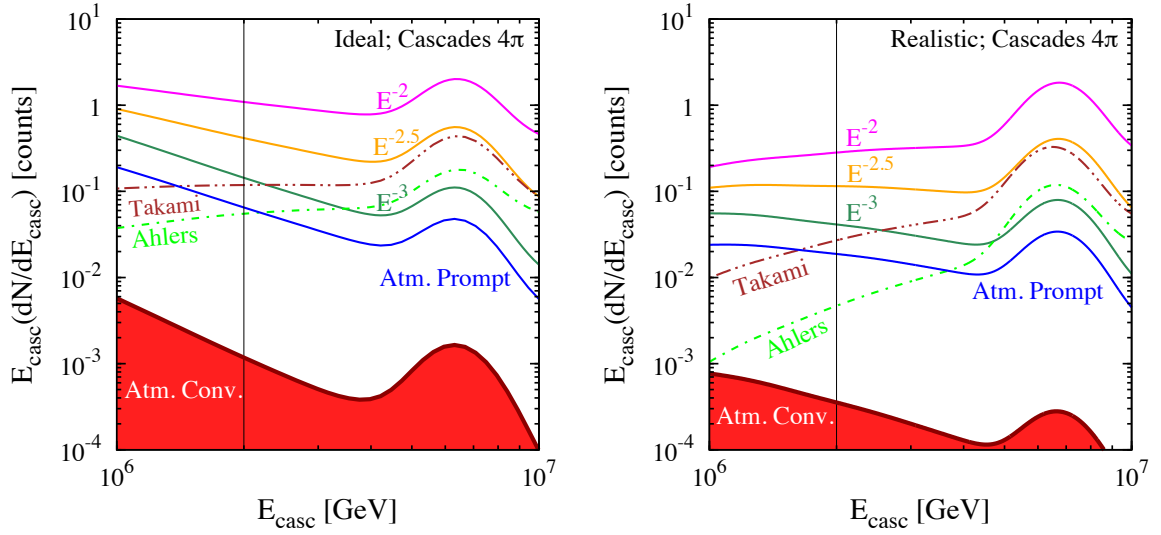 Ideal; Cascades 4π
E_casc(dN/dE_casc) [counts]
10^1
1
10^-1
10^-2
10^-3
10^-4
E^-2
E^-2.5
E^-3
Takami
Ahlers
Atm. Prompt
Atm. Conv.
10^6
10^7
E_casc [GeV]
Realistic; Cascades 4π
E_casc(dN/dE_casc) [counts]
10^1
1
10^-1
10^-2
10^-3
10^-4
E^-2
E^-2.5
E^-3
Takami
Ahlers
Atm. Prompt
Atm. Conv.
10^6
10^7
E_casc [GeV]